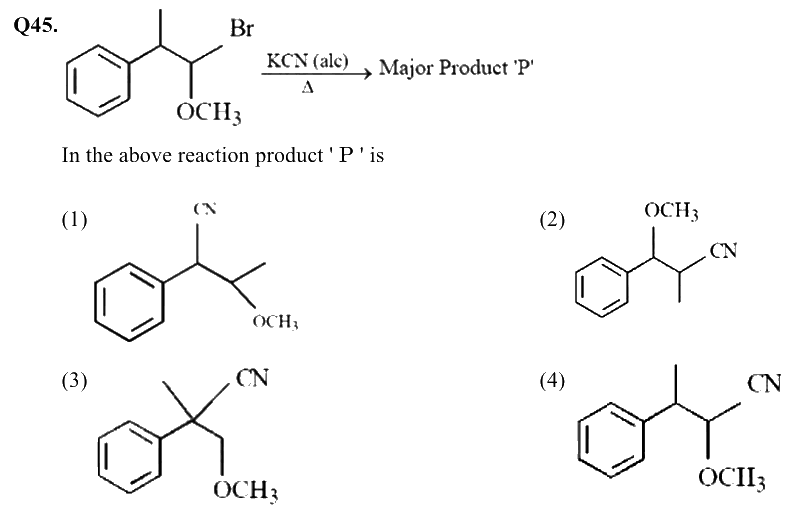 Q45.
Br
KCN (alc)
Δ
Major Product 'P'
OCH3
In the above reaction product ' P ' is
(1)
CN
OCH3
(2)
OCH3
CN
(3)
CN
OCH3
(4)
CN
OCH3